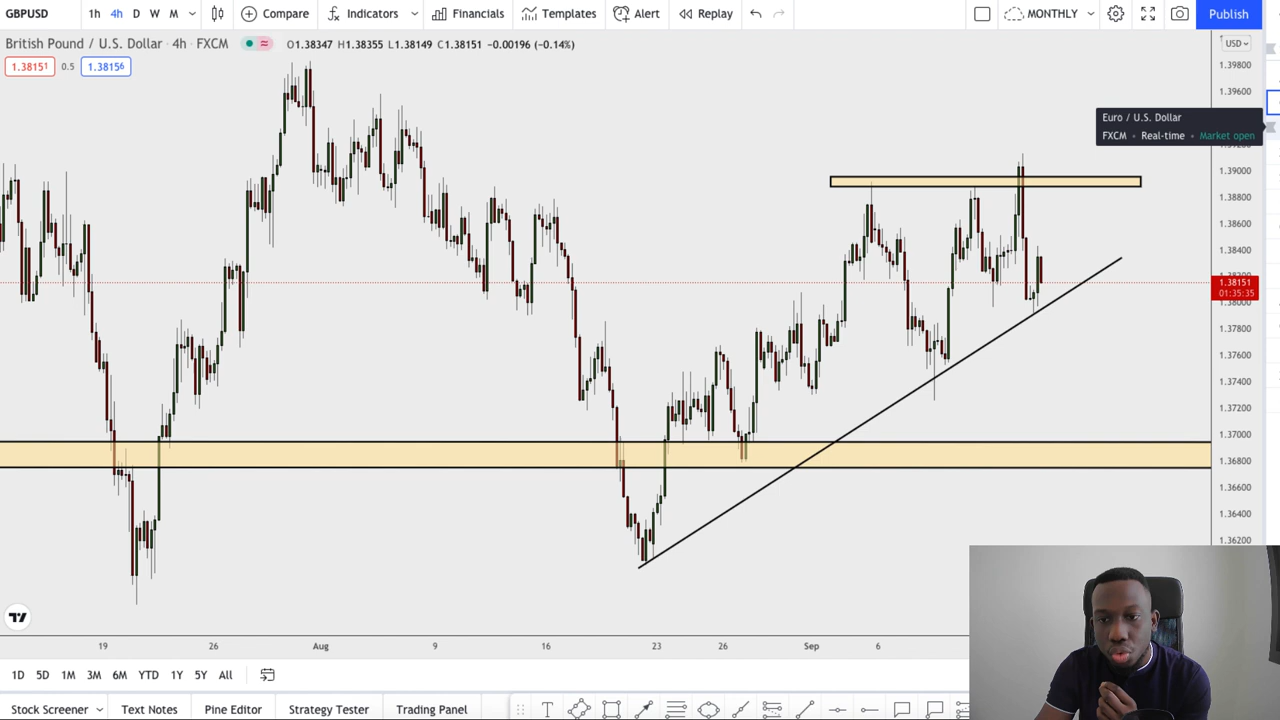 GBPUSD 1h 4h D W M Compare Indicators Financials Templates Alert Replay MONTHLY Publish
British Pound / U.S. Dollar · 4h · FXCM O1.38347 H1.38355 L1.38149 C1.38151 −0.00196 (−0.14%) USD
1.38151 0.5 1.38156
1.39800
1.39600
Euro / U.S. Dollar
FXCM • Real-time • Market open
1.39000
1.38800
1.38600
1.38400
1.38151
01:35:35
1.38000
1.37800
1.37600
1.37400
1.37200
1.37000
1.36800
1.36600
1.36400
1.36200
19 26 Aug 9 16 23 26 Sep 6
1D 5D 1M 3M 6M YTD 1Y 5Y All
Stock Screener Text Notes Pine Editor Strategy Tester Trading Panel